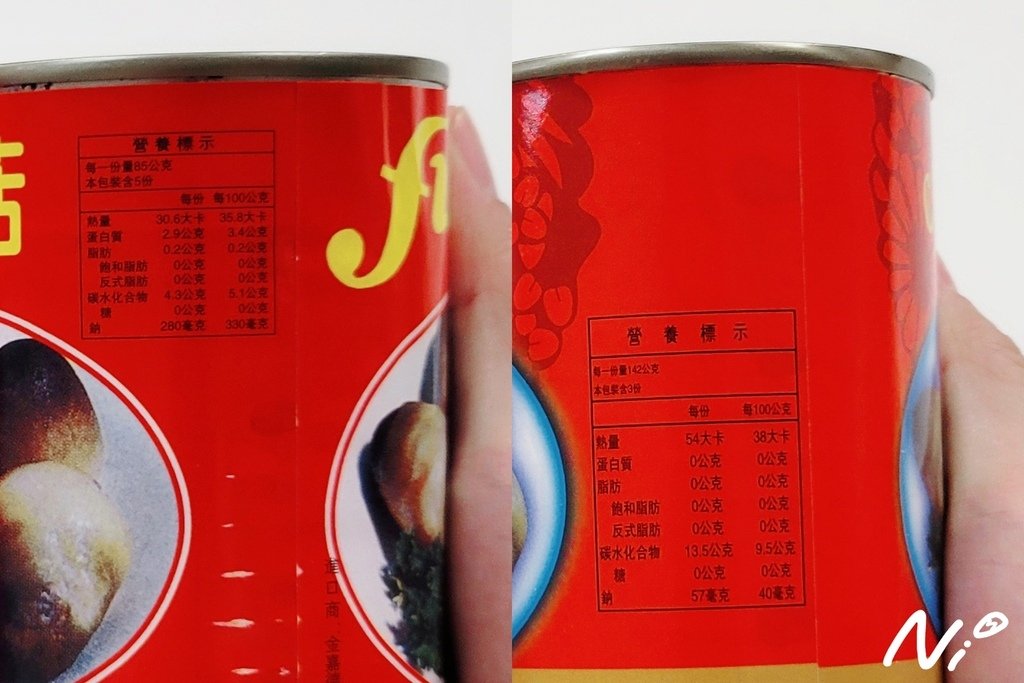 營養標示
每一份量85公克
本包裝含5份
每份 每100公克
熱量 30.6大卡 35.8大卡
蛋白質 2.9公克 3.4公克
脂肪 0.2公克 0.2公克
飽和脂肪 0公克 0公克
反式脂肪 0公克 0公克
碳水化合物 4.3公克 5.1公克
糖 0公克 0公克
鈉 280毫克 330毫克
進口商:金嘉
營養標示
每一份量142公克
本包裝含3份
每份 每100公克
熱量 54大卡 38大卡
蛋白質 0公克 0公克
脂肪 0公克 0公克
飽和脂肪 0公克 0公克
反式脂肪 0公克 0公克
碳水化合物 13.5公克 9.5公克
糖 0公克 0公克
鈉 57毫克 40毫克
Ni